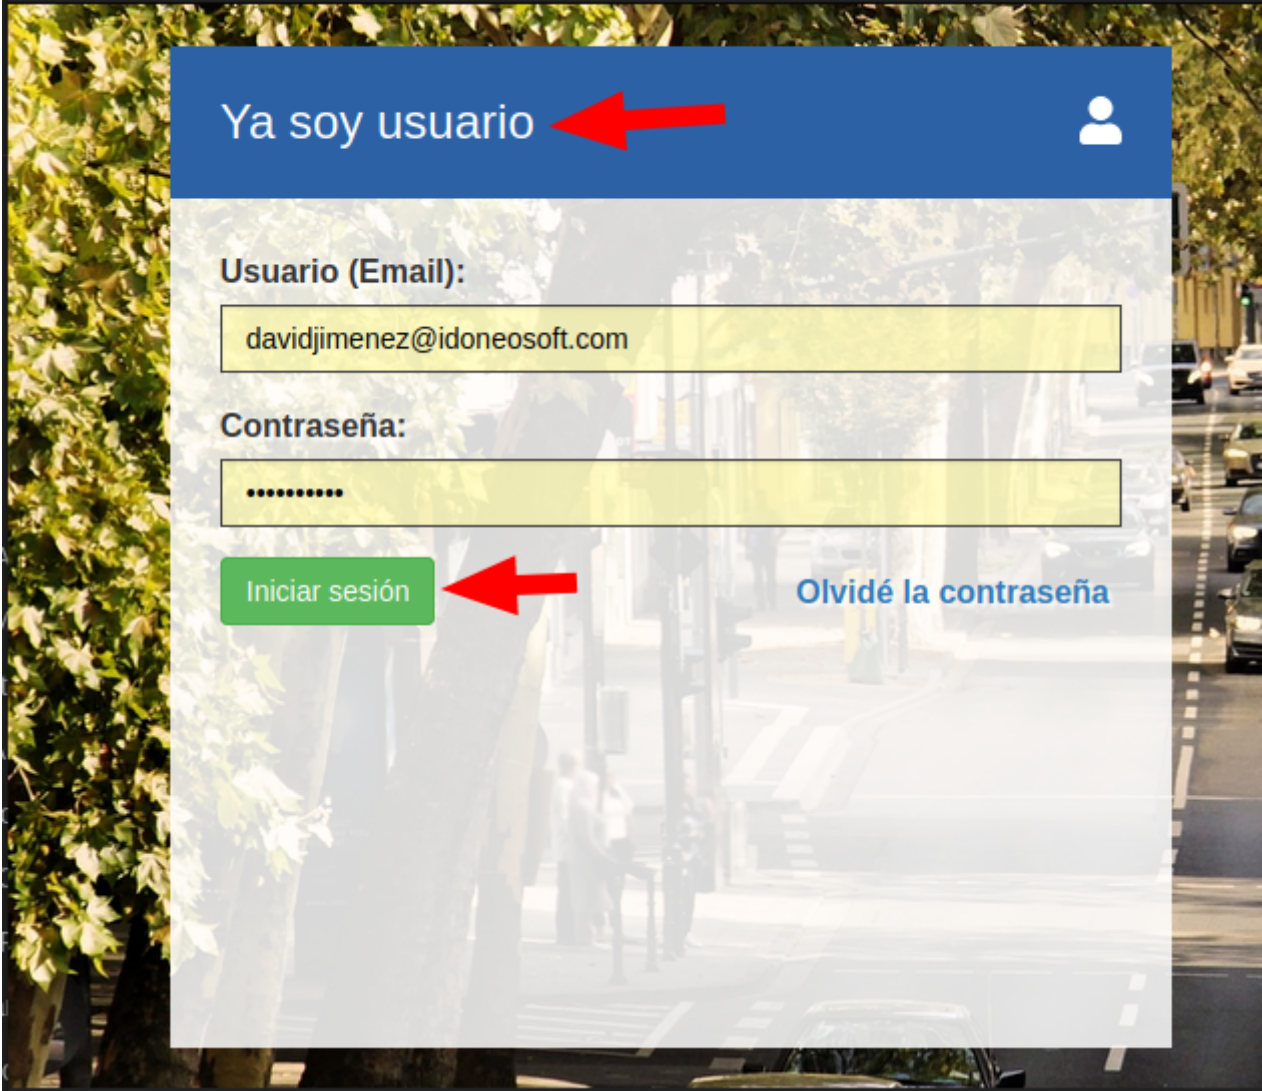 Ya soy usuario
Usuario (Email):
davidjimenez@idoneosoft.com
Contraseña:
••••••••••
Iniciar sesión
Olvidé la contraseña